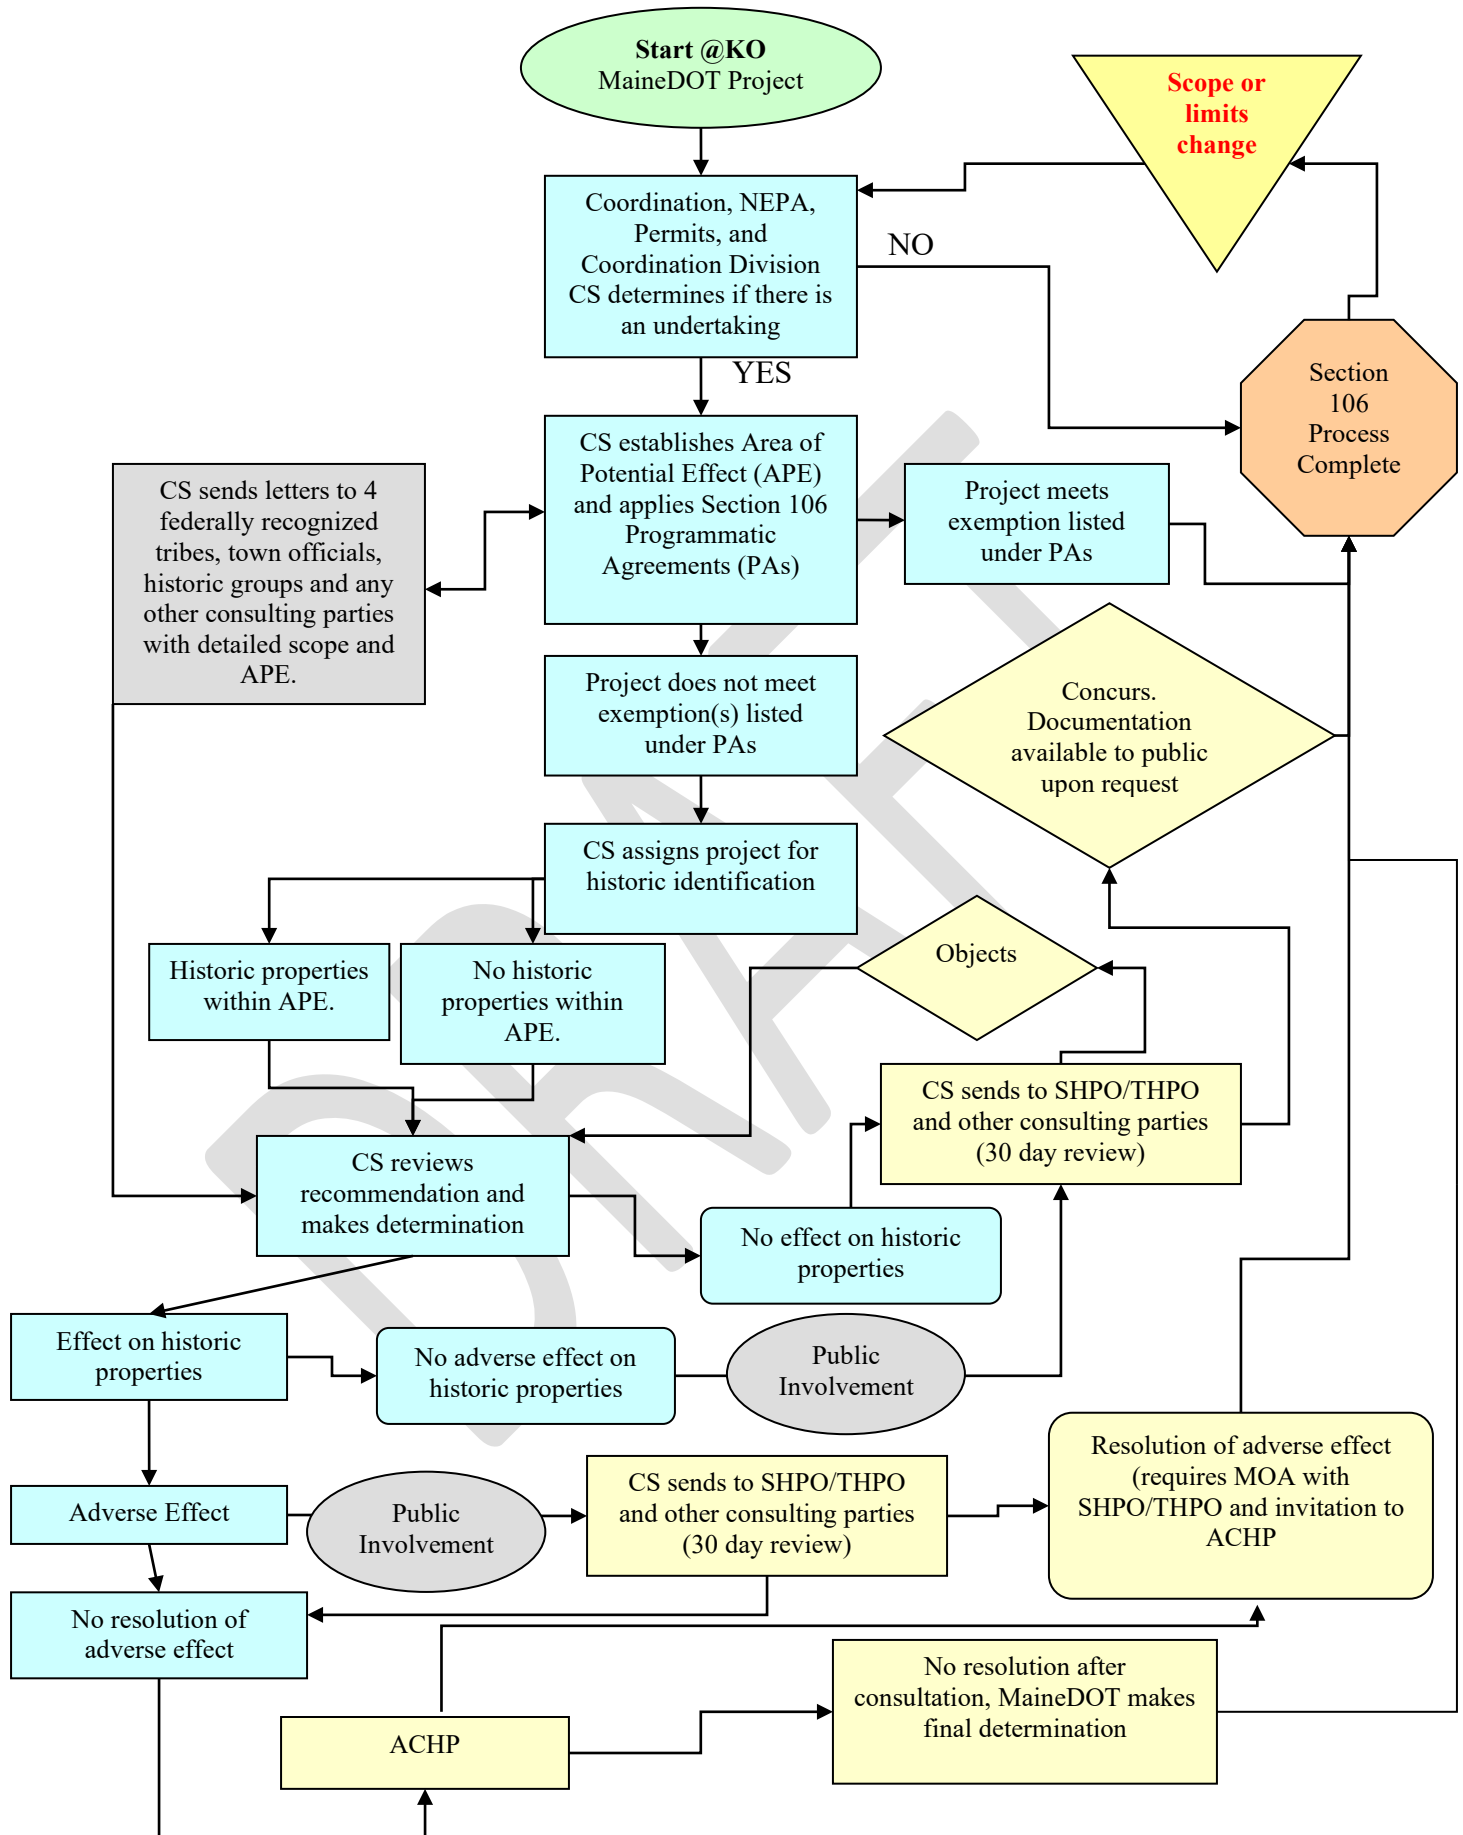 Start @KO
MaineDOT Project
Scope or
limits
change
Coordination, NEPA,
Permits, and
Coordination Division
CS determines if there is
an undertaking
NO
YES
Section
106
Process
Complete
CS establishes Area of
Potential Effect (APE)
and applies Section 106
Programmatic
Agreements (PAs)
CS sends letters to 4
federally recognized
tribes, town officials,
historic groups and any
other consulting parties
with detailed scope and
APE.
Project meets
exemption listed
under PAs
Project does not meet
exemption(s) listed
under PAs
Concurs.
Documentation
available to public
upon request
CS assigns project for
historic identification
Historic properties
within APE.
No historic
properties within
APE.
Objects
CS sends to SHPO/THPO
and other consulting parties
(30 day review)
CS reviews
recommendation and
makes determination
No effect on historic
properties
Effect on historic
properties
No adverse effect on
historic properties
Public
Involvement
Adverse Effect
Public
Involvement
CS sends to SHPO/THPO
and other consulting parties
(30 day review)
Resolution of adverse effect
(requires MOA with
SHPO/THPO and invitation to
ACHP
No resolution of
adverse effect
No resolution after
consultation, MaineDOT makes
final determination
ACHP
DRAFT